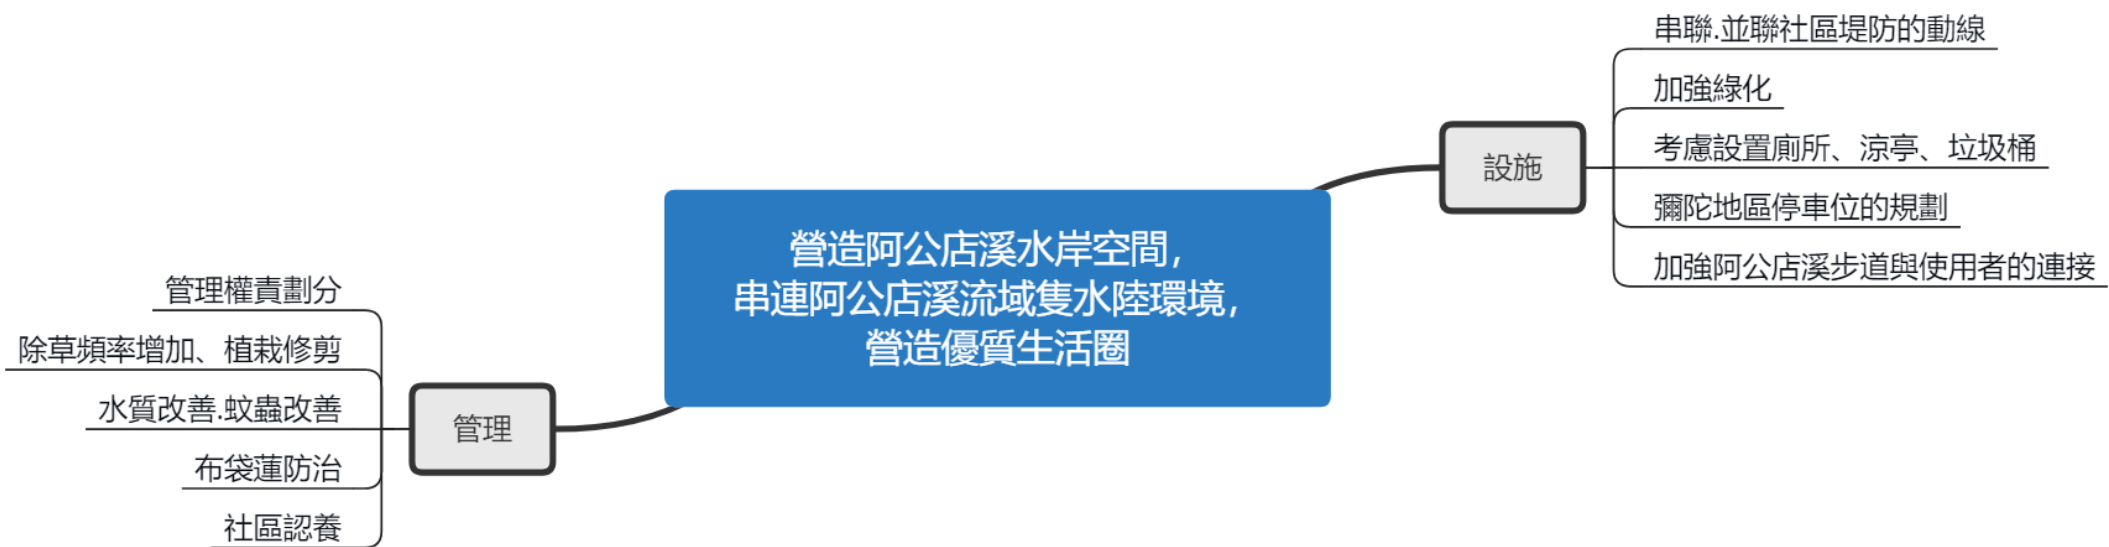 營造阿公店溪水岸空間，
串連阿公店溪流域隻水陸環境，
營造優質生活圈
設施
串聯.並聯社區堤防的動線
加強綠化
考慮設置廁所、涼亭、垃圾桶
彌陀地區停車位的規劃
加強阿公店溪步道與使用者的連接
管理
管理權責劃分
除草頻率增加、植栽修剪
水質改善.蚊蟲改善
布袋蓮防治
社區認養